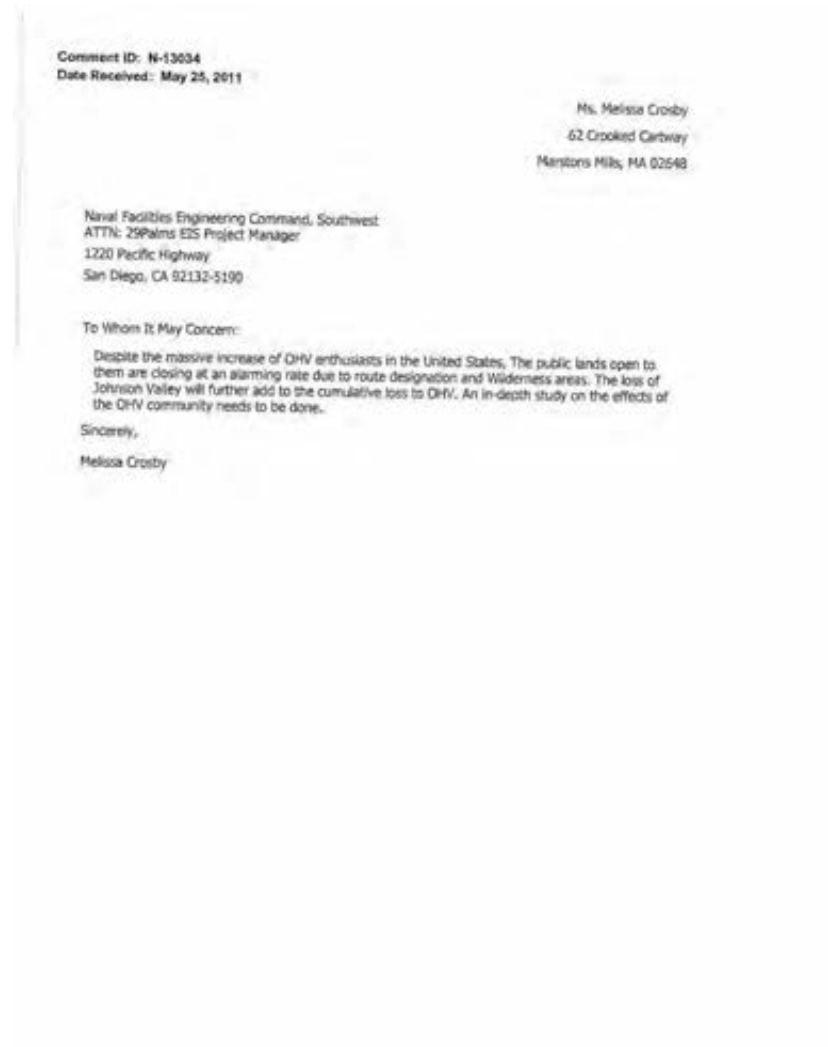 Comment ID: N-13034
Date Received: May 25, 2011
Ms. Melissa Crosby
62 Crooked Cartway
Marstons Mills, MA 02648
Naval Facilities Engineering Command, Southwest
ATTN: 29Palms EIS Project Manager
1220 Pacific Highway
San Diego, CA 92132-5190
To Whom It May Concern:
Despite the massive increase of OHV enthusiasts in the United States, The public lands open to
them are closing at an alarming rate due to route designation and Wilderness areas. The loss of
Johnson Valley will further add to the cumulative loss to OHV. An in-depth study on the effects of
the OHV community needs to be done.
Sincerely,
Melissa Crosby